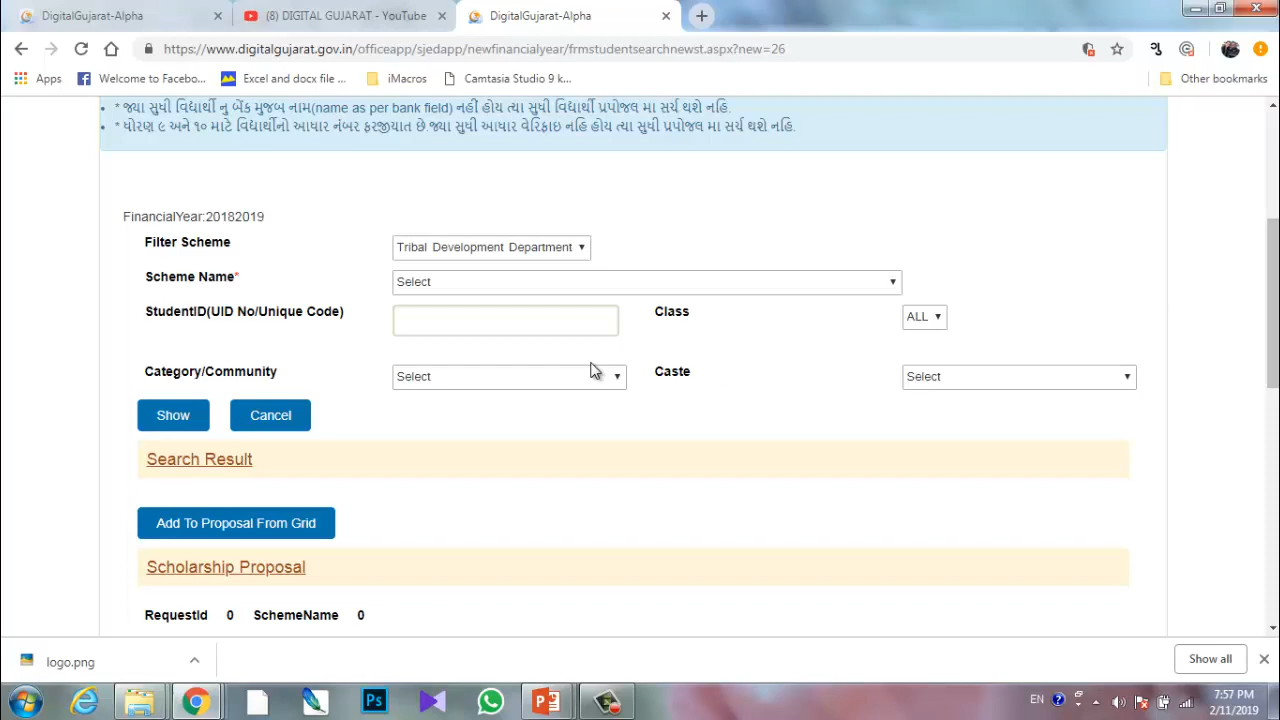 DigitalGujarat-Alpha
(8) DIGITAL GUJARAT - YouTube
DigitalGujarat-Alpha
https://www.digitalgujarat.gov.in/officeapp/sjedapp/newfinancialyear/frmstudentsearchnewst.aspx?new=26
Apps
Welcome to Facebo...
Excel and docx file ...
iMacros
Camtasia Studio 9 k...
Other bookmarks
* જ્યા સુધી વિદ્યાર્થી નુ બેંક મુજબ નામ(name as per bank field) નહીં હોય ત્યા સુધી વિદ્યાર્થી પ્રપોજલ મા સર્ચ થશે નહિ.
* ધોરણ ૯ અને ૧૦ માટે વિદ્યાર્થીનો આધાર નંબર ફરજીયાત છે.જ્યા સુધી આધાર વેરિફાઇ નહિ હોય ત્યા સુધી પ્રપોજલ મા સર્ચ થશે નહિ.
FinancialYear:20182019
Filter Scheme
Tribal Development Department
Scheme Name*
Select
StudentID(UID No/Unique Code)
Class
ALL
Category/Community
Select
Caste
Select
Show
Cancel
Search Result
Add To Proposal From Grid
Scholarship Proposal
RequestId 0 SchemeName 0
logo.png
Show all
Ps
EN
7:57 PM
2/11/2019